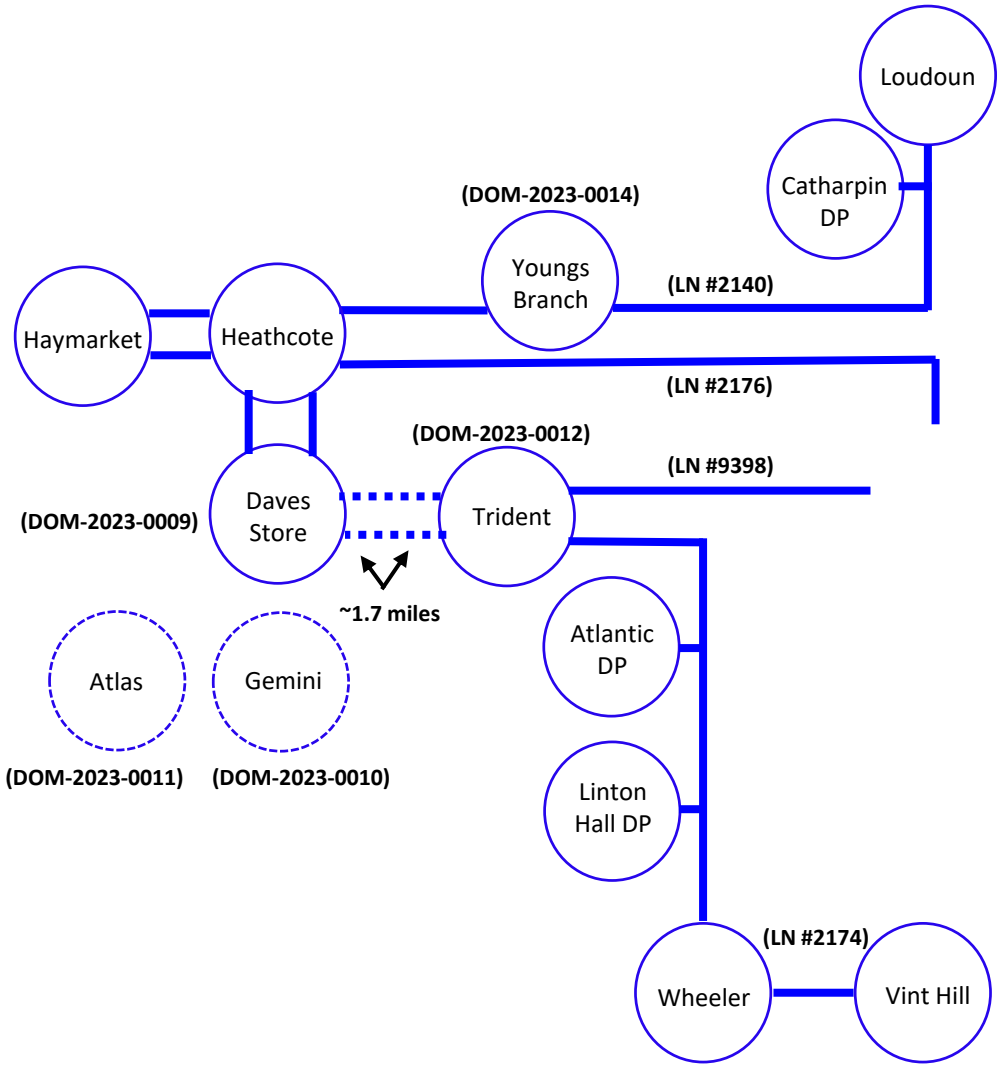 Loudoun
Catharpin
DP
(DOM-2023-0014)
Youngs
Branch
(LN #2140)
Haymarket
Heathcote
(LN #2176)
(DOM-2023-0012)
(LN #9398)
Daves
Store
Trident
(DOM-2023-0009)
~1.7 miles
Atlantic
DP
Atlas
Gemini
(DOM-2023-0011)
(DOM-2023-0010)
Linton
Hall DP
(LN #2174)
Wheeler
Vint Hill